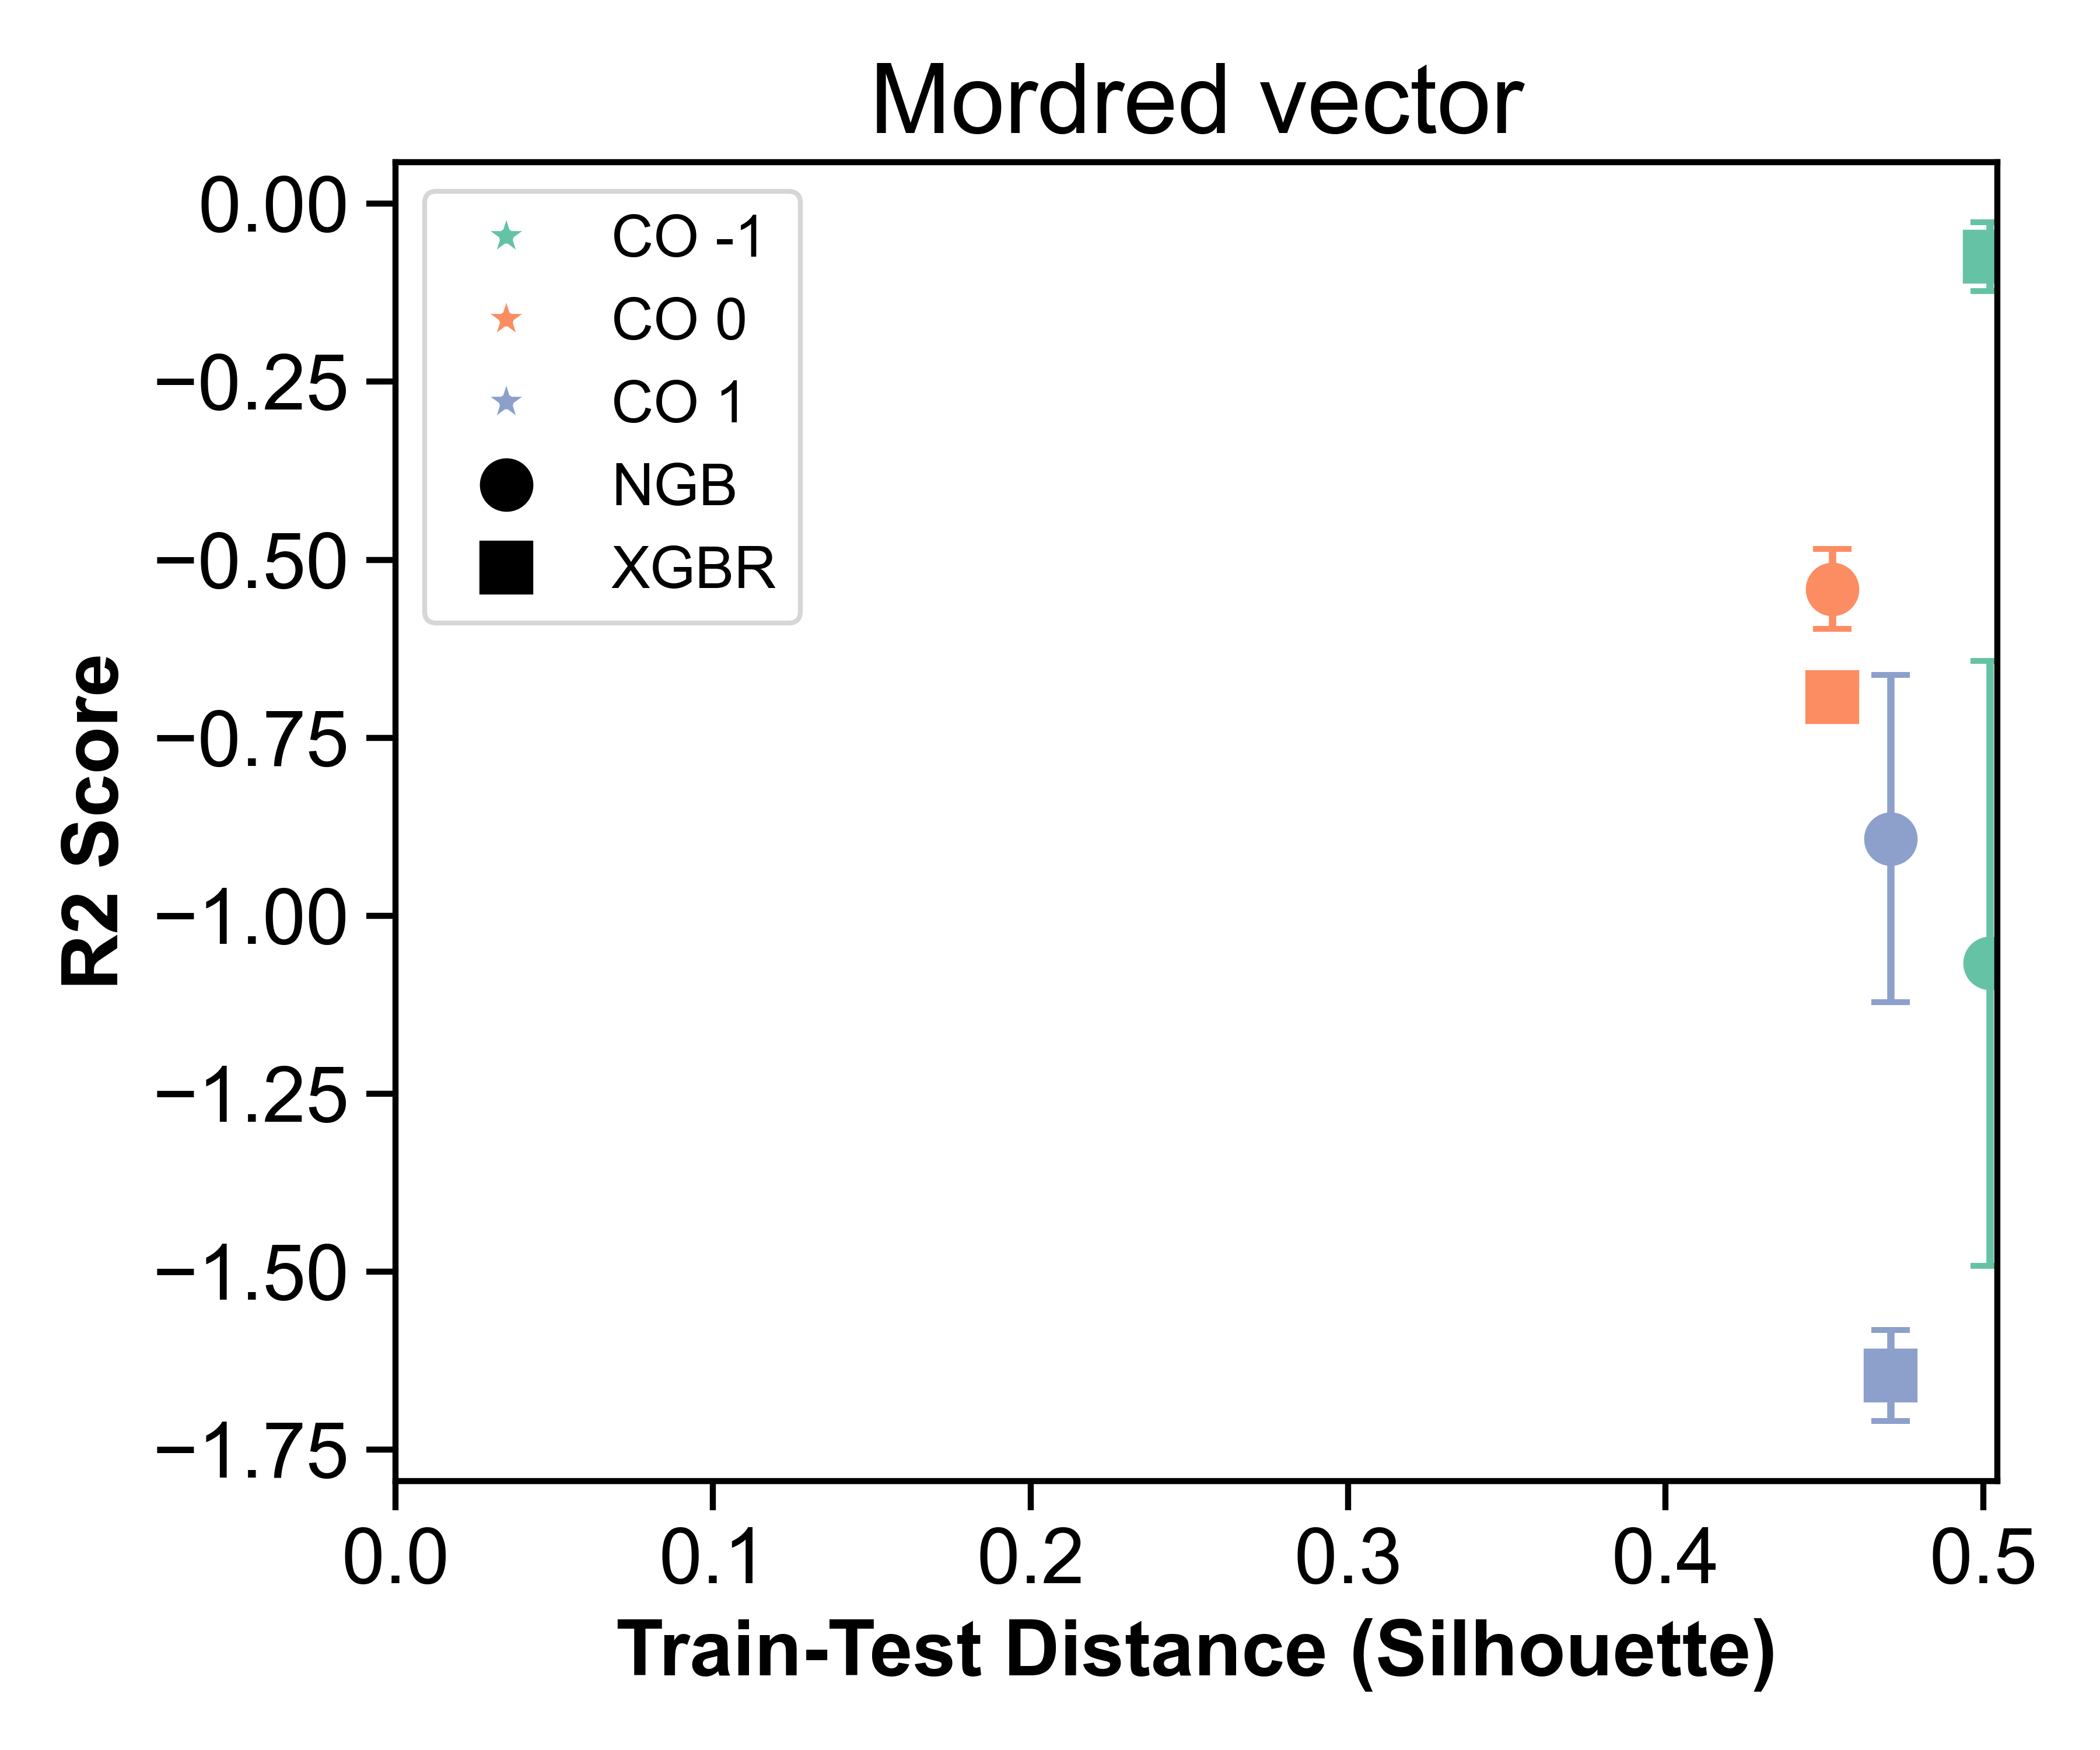 Mordred vector
0.00
−0.25
−0.50
−0.75
−1.00
−1.25
−1.50
−1.75
R2 Score
CO -1
CO 0
CO 1
NGB
XGBR
0.0 0.1 0.2 0.3 0.4 0.5
Train-Test Distance (Silhouette)